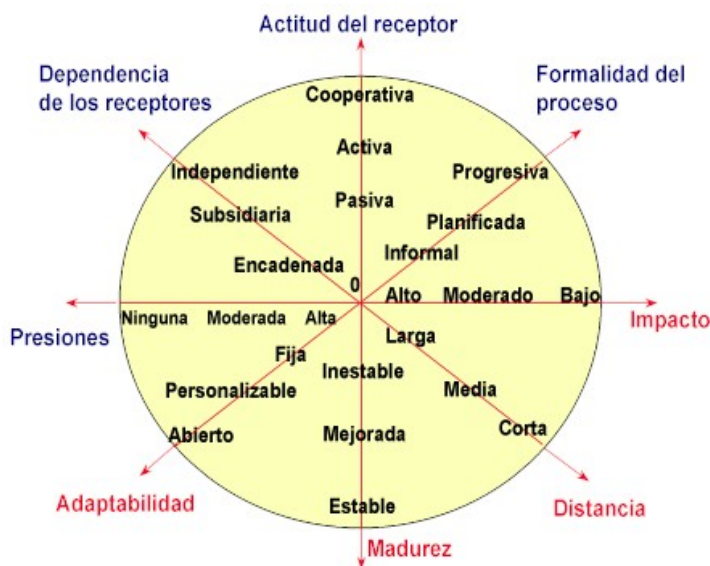 Actitud del receptor
Dependencia
de los receptores
Formalidad del
proceso
Cooperativa
Activa
Independiente
Progresiva
Pasiva
Subsidiaria
Planificada
Informal
Encadenada
0
Alto Moderado Bajo
Impacto
Ninguna Moderada Alta
Presiones
Larga
Fija
Inestable
Personalizable
Media
Abierto
Mejorada
Corta
Adaptabilidad
Estable
Distancia
Madurez